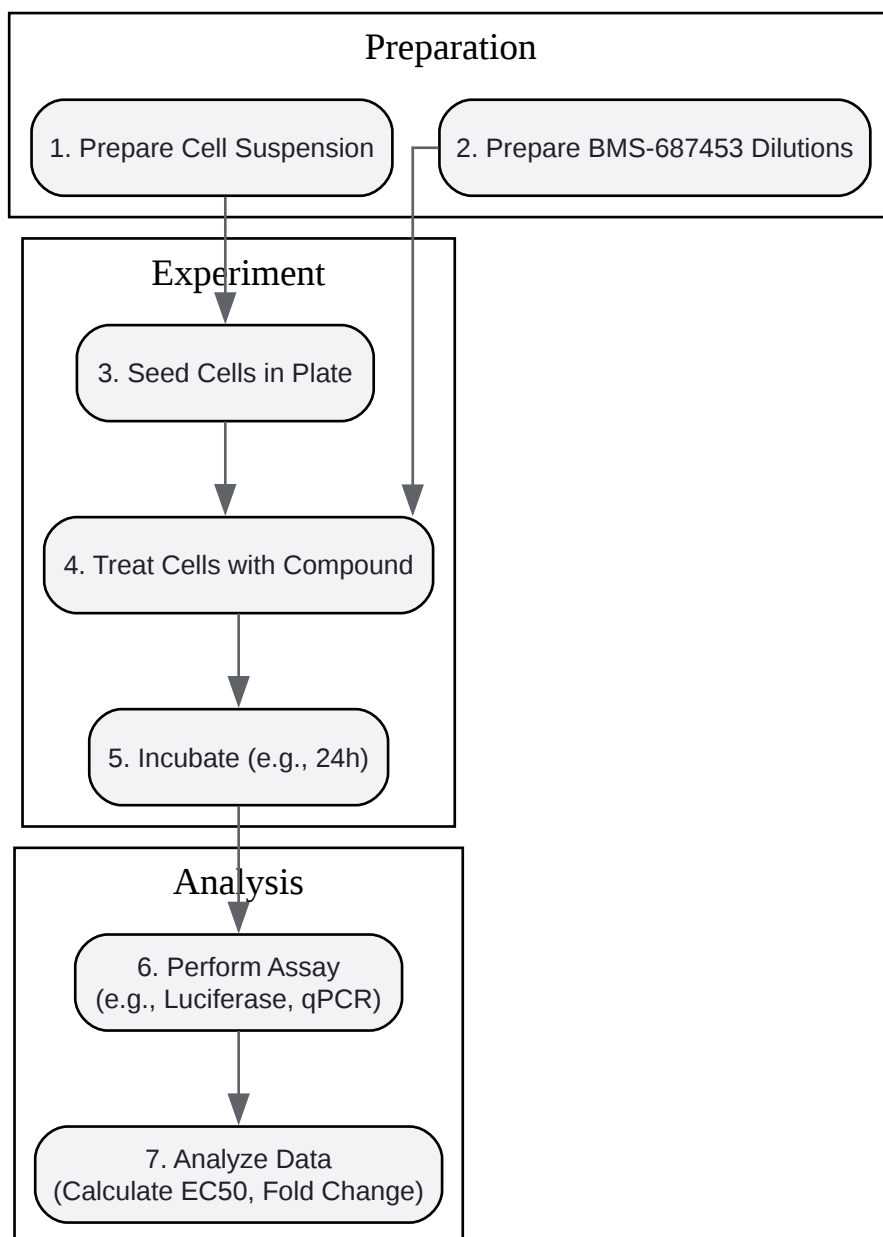 Preparation
1. Prepare Cell Suspension
2. Prepare BMS-687453 Dilutions
Experiment
3. Seed Cells in Plate
4. Treat Cells with Compound
5. Incubate (e.g., 24h)
Analysis
6. Perform Assay
(e.g., Luciferase, qPCR)
7. Analyze Data
(Calculate EC50, Fold Change)